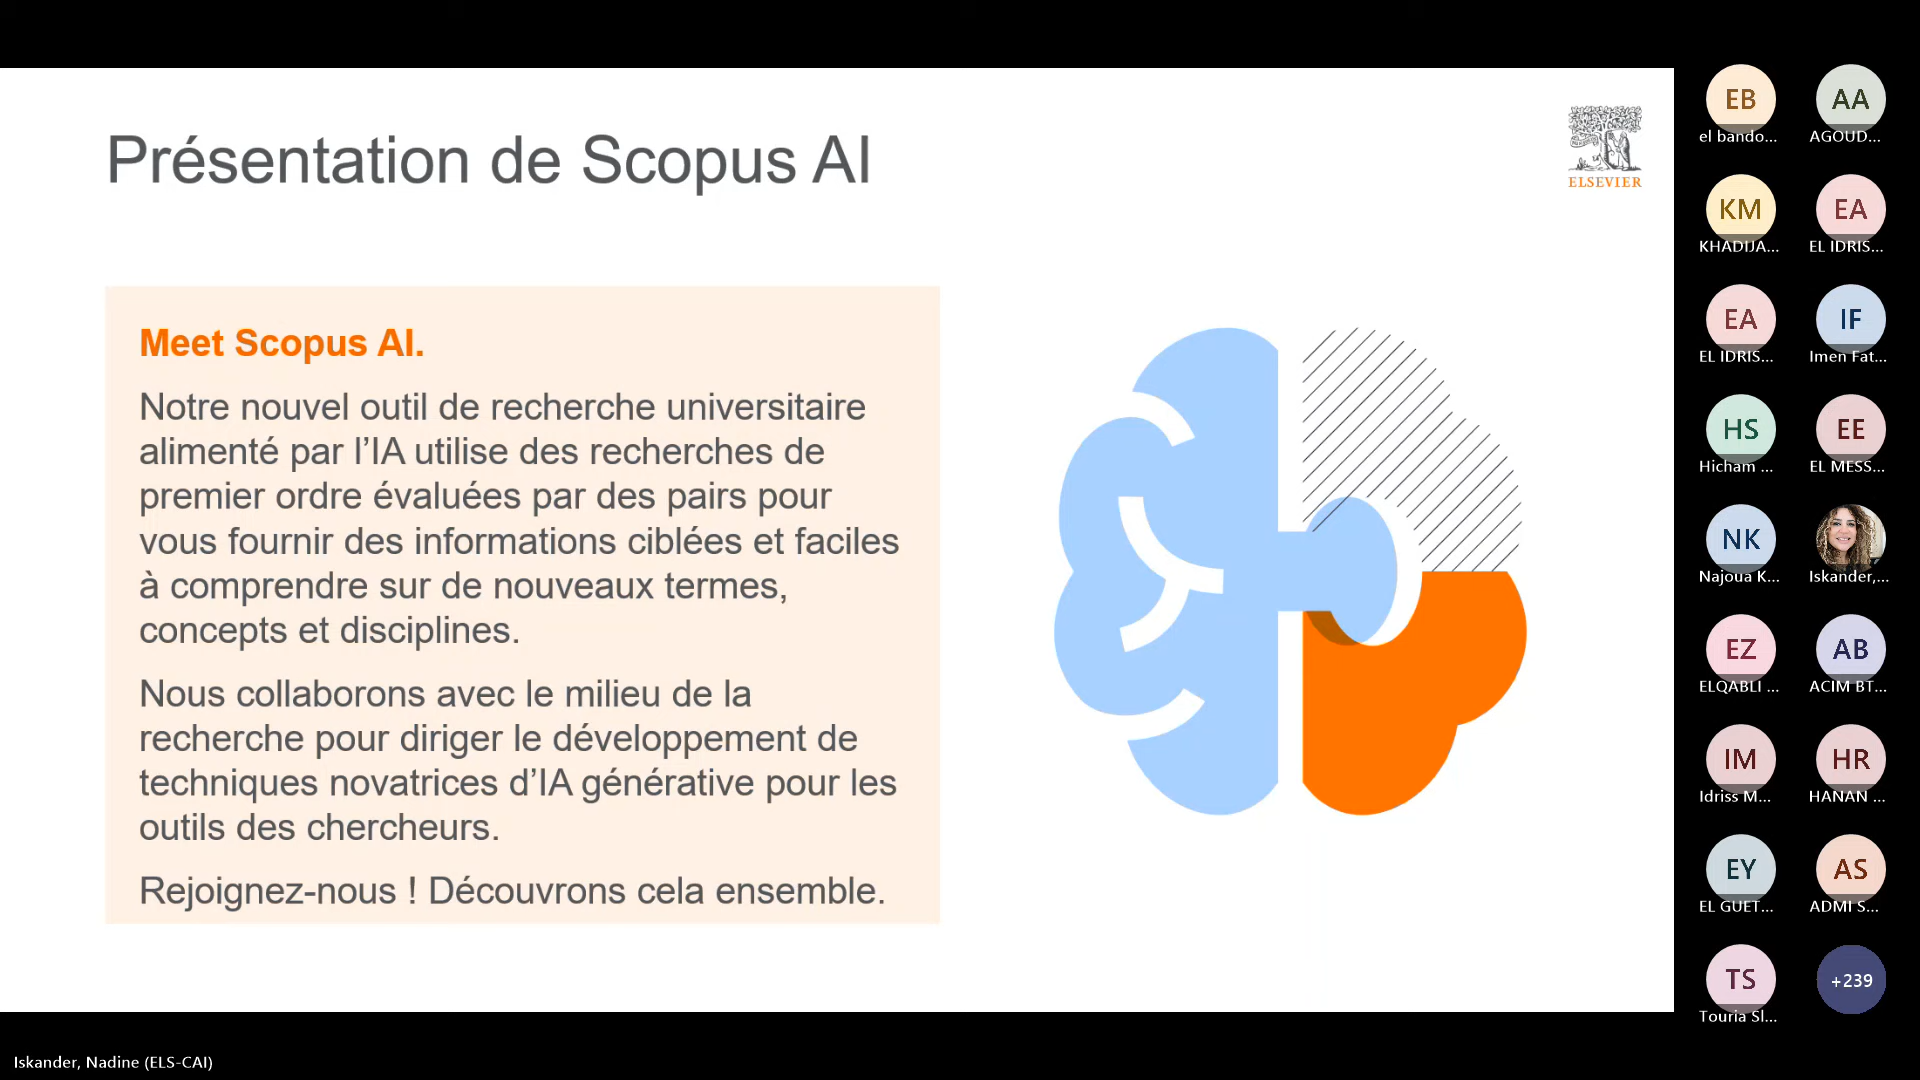 Présentation de Scopus AI
ELSEVIER
Meet Scopus AI.
Notre nouvel outil de recherche universitaire
alimenté par l’IA utilise des recherches de
premier ordre évaluées par des pairs pour
vous fournir des informations ciblées et faciles
à comprendre sur de nouveaux termes,
concepts et disciplines.
Nous collaborons avec le milieu de la
recherche pour diriger le développement de
techniques novatrices d’IA générative pour les
outils des chercheurs.
Rejoignez-nous ! Découvrons cela ensemble.
EB
el bando...
AA
AGOUD...
KM
KHADIJA...
EA
EL IDRIS...
EA
EL IDRIS...
IF
Imen Fat...
HS
Hicham ...
EE
EL MESS...
NK
Najoua K...
Iskander,...
EZ
ELQABLI ...
AB
ACIM BT...
IM
Idriss M...
HR
HANAN ...
EY
EL GUET...
AS
ADMI S...
TS
Touria Sl...
+239
Iskander, Nadine (ELS-CAI)